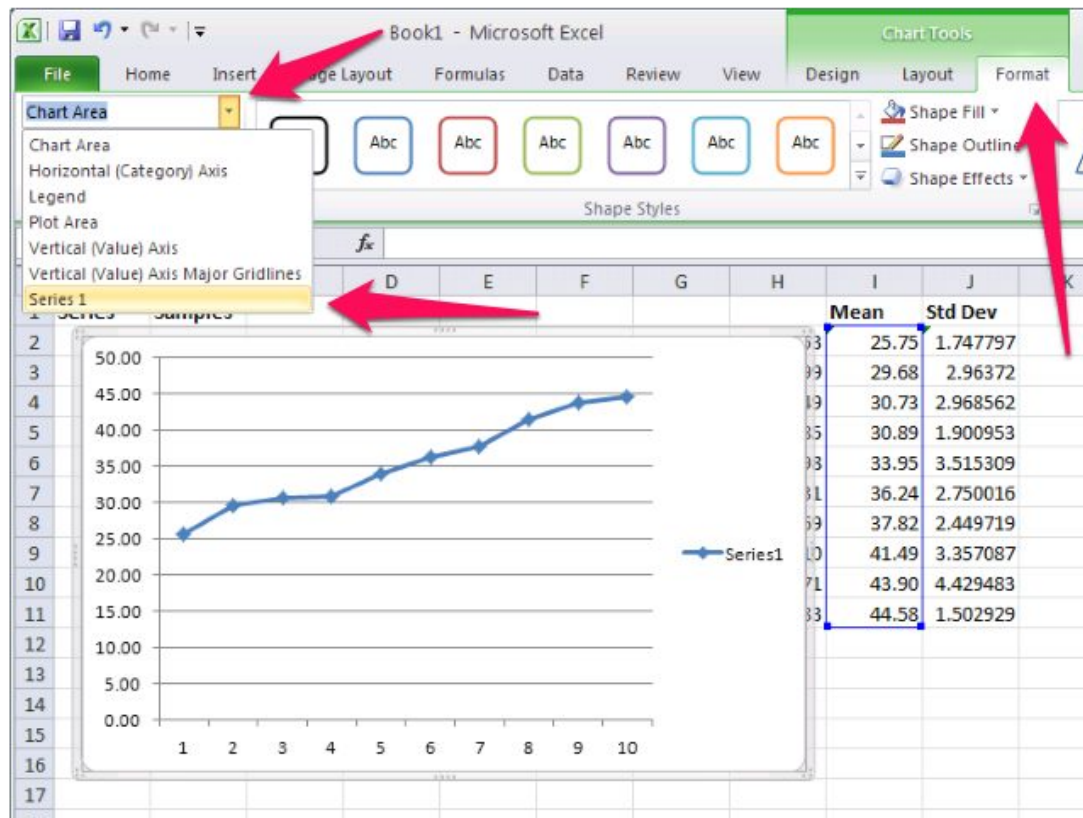 Book1 - Microsoft Excel
Chart Tools
File Home Insert Page Layout Formulas Data Review View Design Layout Format
Chart Area
Chart Area
Horizontal (Category) Axis
Legend
Plot Area
Vertical (Value) Axis
Vertical (Value) Axis Major Gridlines
Series 1
Abc Abc Abc Abc Abc Abc
Shape Fill
Shape Outline
Shape Effects
Shape Styles
fx
D E F G H I J K
1 Series Samples Mean Std Dev
2 25.75 1.747797
3 29.68 2.96372
4 30.73 2.968562
5 30.89 1.900953
6 33.95 3.515309
7 36.24 2.750016
8 37.82 2.449719
9 41.49 3.357087
10 43.90 4.429483
11 44.58 1.502929
12
13
14
15
16
17
50.00
45.00
40.00
35.00
30.00
25.00
20.00
15.00
10.00
5.00
0.00
1 2 3 4 5 6 7 8 9 10
Series1